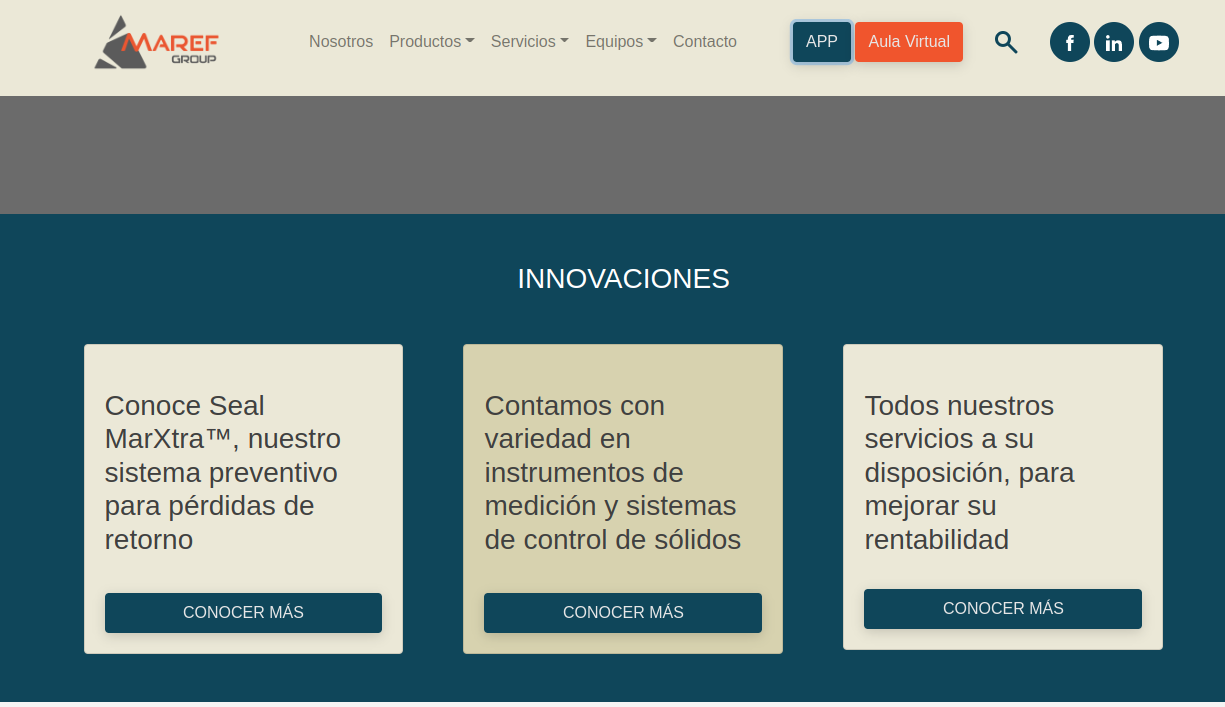 MAREF
GROUP
Nosotros Productos Servicios Equipos Contacto APP Aula Virtual
INNOVACIONES
Conoce Seal
MarXtra™, nuestro
sistema preventivo
para pérdidas de
retorno
CONOCER MÁS
Contamos con
variedad en
instrumentos de
medición y sistemas
de control de sólidos
CONOCER MÁS
Todos nuestros
servicios a su
disposición, para
mejorar su
rentabilidad
CONOCER MÁS